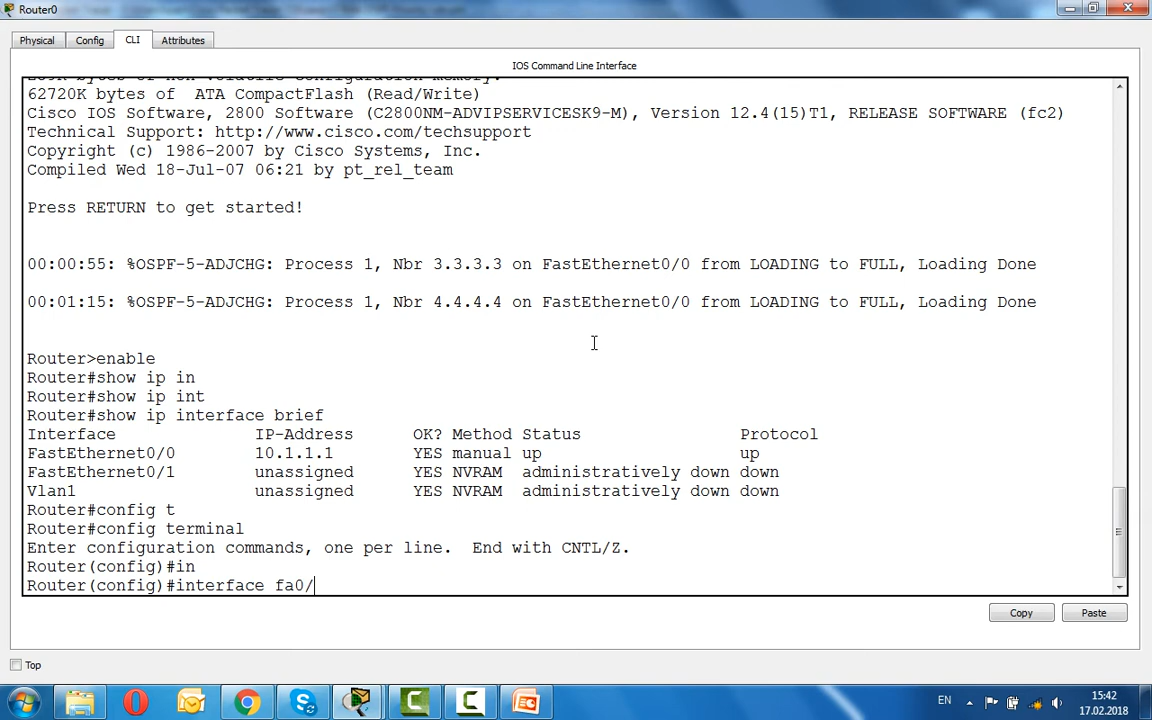 Router0
Physical
Config
CLI
Attributes
IOS Command Line Interface
62720K bytes of  ATA CompactFlash (Read/Write)
Cisco IOS Software, 2800 Software (C2800NM-ADVIPSERVICESK9-M), Version 12.4(15)T1, RELEASE SOFTWARE (fc2)
Technical Support: http://www.cisco.com/techsupport
Copyright (c) 1986-2007 by Cisco Systems, Inc.
Compiled Wed 18-Jul-07 06:21 by pt_rel_team
Press RETURN to get started!
00:00:55: %OSPF-5-ADJCHG: Process 1, Nbr 3.3.3.3 on FastEthernet0/0 from LOADING to FULL, Loading Done
00:01:15: %OSPF-5-ADJCHG: Process 1, Nbr 4.4.4.4 on FastEthernet0/0 from LOADING to FULL, Loading Done
Router>enable
Router#show ip in
Router#show ip int
Router#show ip interface brief
Interface              IP-Address      OK? Method Status                Protocol
FastEthernet0/0        10.1.1.1        YES manual up                    up
FastEthernet0/1        unassigned      YES NVRAM  administratively down down
Vlan1                  unassigned      YES NVRAM  administratively down down
Router#config t
Router#config terminal
Enter configuration commands, one per line.  End with CNTL/Z.
Router(config)#in
Router(config)#interface fa0/
Copy
Paste
Top
EN
15:42
17.02.2018